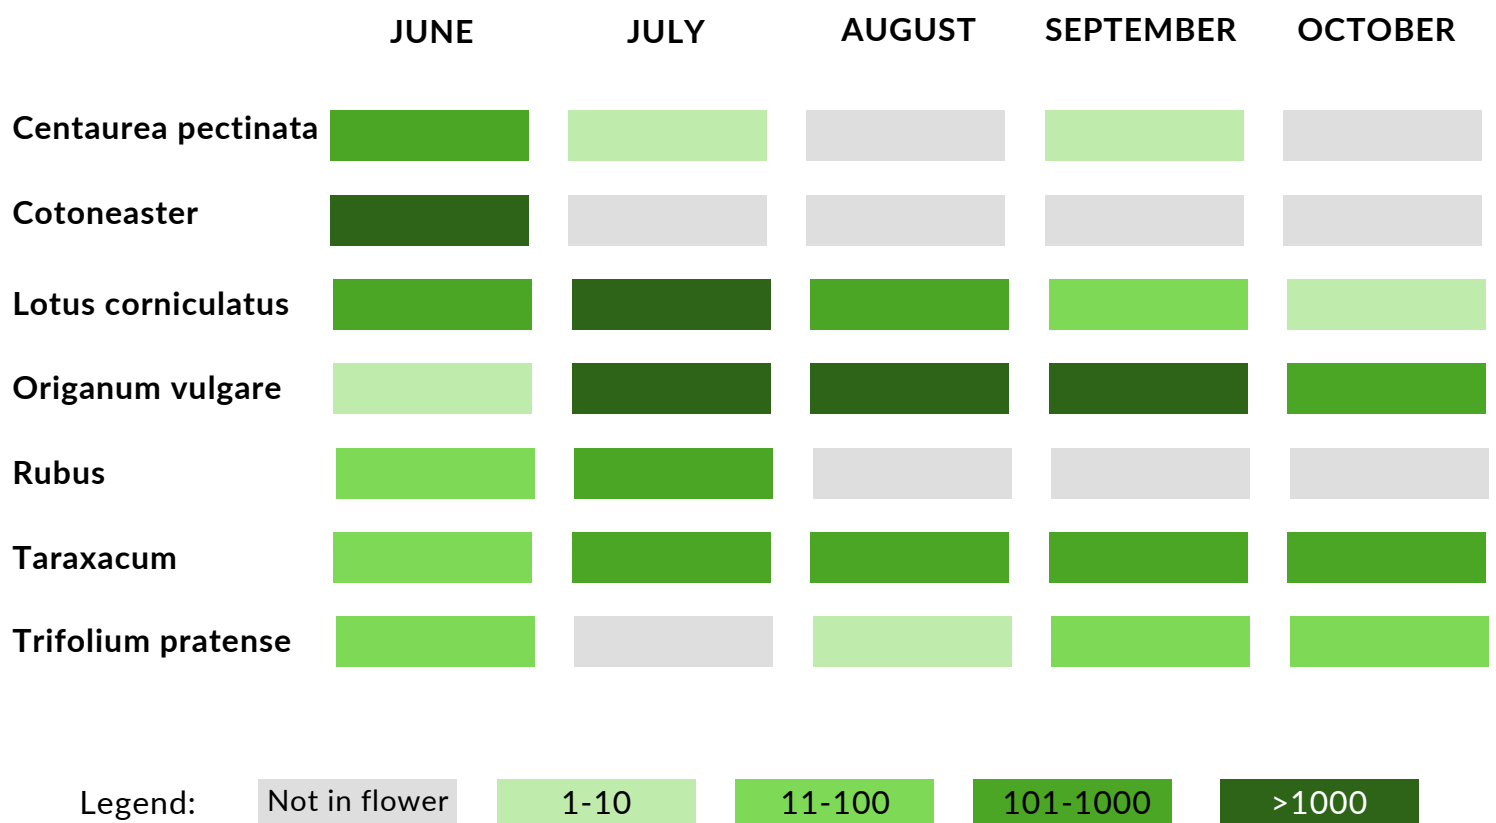 JUNE JULY AUGUST SEPTEMBER OCTOBER
Centaurea pectinata
Cotoneaster
Lotus corniculatus
Origanum vulgare
Rubus
Taraxacum
Trifolium pratense
Legend: Not in flower 1-10 11-100 101-1000 >1000